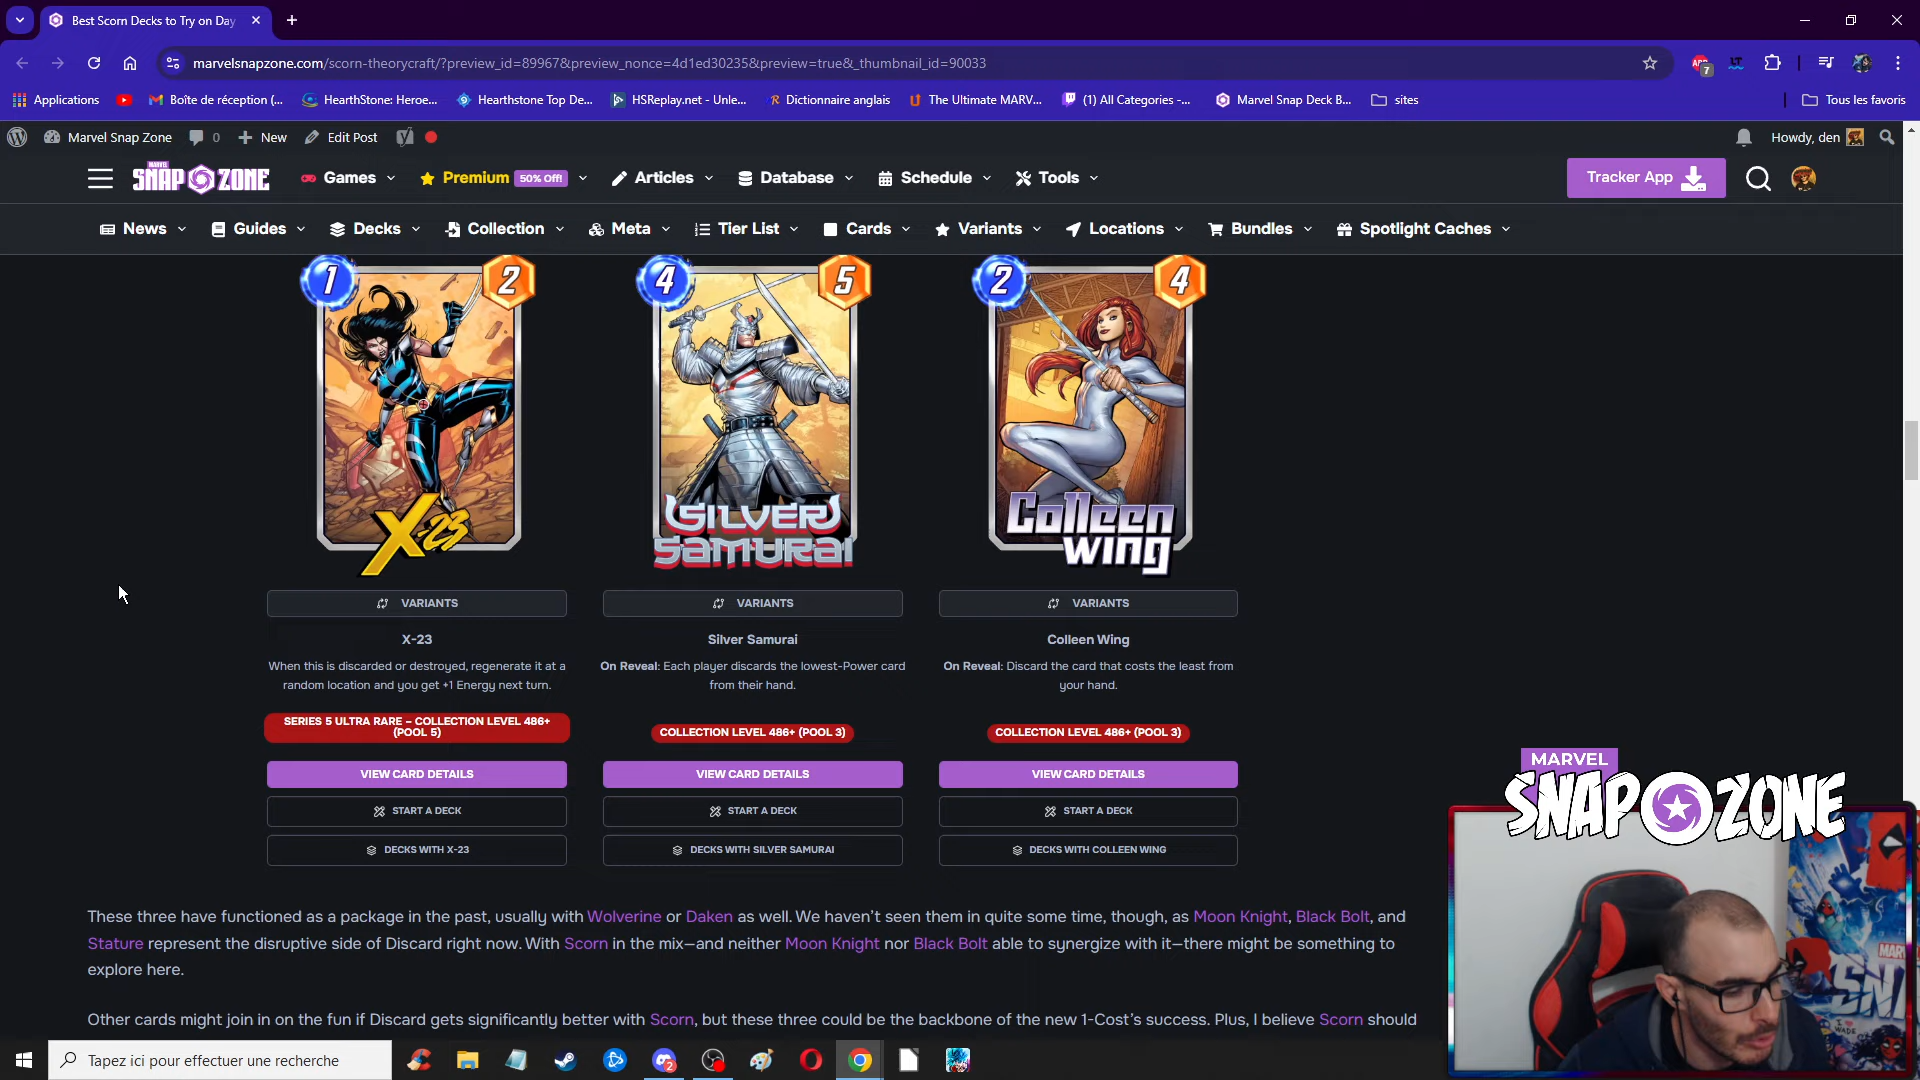 Best Scorn Decks to Try on Day
marvelsnapzone.com/scorn-theorycraft/?preview_id=89967&preview_nonce=4d1ed30235&preview=true&_thumbnail_id=90033
7
Applications
Boîte de réception (...
HearthStone: Heroe...
Hearthstone Top De...
HSReplay.net - Unle...
Dictionnaire anglais
The Ultimate MARV...
(1) All Categories -...
Marvel Snap Deck B...
sites
Tous les favoris
Marvel Snap Zone
0
New
Edit Post
Howdy, den
MARVEL
SNAP ZONE
Games
Premium 50% Off!
Articles
Database
Schedule
Tools
Tracker App
News
Guides
Decks
Collection
Meta
Tier List
Cards
Variants
Locations
Bundles
Spotlight Caches
1 2
4 5
2 4
X-23
SILVER
SAMURAI
Colleen
wing
VARIANTS
VARIANTS
VARIANTS
X-23
Silver Samurai
Colleen Wing
When this is discarded or destroyed, regenerate it at a
random location and you get +1 Energy next turn.
On Reveal: Each player discards the lowest-Power card
from their hand.
On Reveal: Discard the card that costs the least from
your hand.
SERIES 5 ULTRA RARE – COLLECTION LEVEL 486+
(POOL 5)
COLLECTION LEVEL 486+ (POOL 3)
COLLECTION LEVEL 486+ (POOL 3)
VIEW CARD DETAILS
VIEW CARD DETAILS
VIEW CARD DETAILS
START A DECK
START A DECK
START A DECK
DECKS WITH X-23
DECKS WITH SILVER SAMURAI
DECKS WITH COLLEEN WING
These three have functioned as a package in the past, usually with Wolverine or Daken as well. We haven't seen them in quite some time, though, as Moon Knight, Black Bolt, and
Stature represent the disruptive side of Discard right now. With Scorn in the mix—and neither Moon Knight nor Black Bolt able to synergize with it—there might be something to
explore here.
Other cards might join in on the fun if Discard gets significantly better with Scorn, but these three could be the backbone of the new 1-Cost's success. Plus, I believe Scorn should
MARVEL
SNAP ZONE
Tapez ici pour effectuer une recherche
2